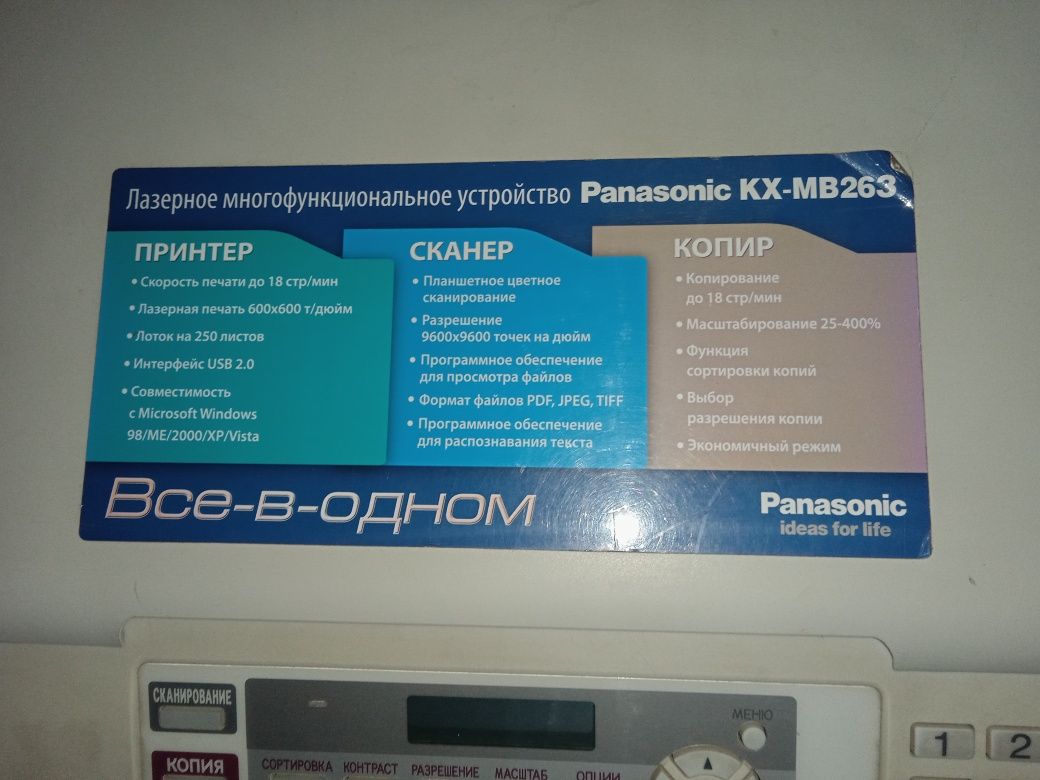 Лазерное многофункциональное устройство Panasonic KX-MB263
ПРИНТЕР
• Скорость печати до 18 стр/мин
• Лазерная печать 600x600 т/дюйм
• Лоток на 250 листов
• Интерфейс USB 2.0
• Совместимость
с Microsoft Windows
98/ME/2000/XP/Vista
СКАНЕР
• Планшетное цветное
сканирование
• Разрешение
9600x9600 точек на дюйм
• Программное обеспечение
для просмотра файлов
• Формат файлов PDF, JPEG, TIFF
• Программное обеспечение
для распознавания текста
КОПИР
• Копирование
до 18 стр/мин
• Масштабирование 25-400%
• Функция
сортировки копий
• Выбор
разрешения копии
• Экономичный режим
Все-в-одном
Panasonic
ideas for life
СКАНИРОВАНИЕ
МЕНЮ
1 2
КОПИЯ
СОРТИРОВКА КОНТРАСТ РАЗРЕШЕНИЕ МАСШТАБ ОПЦИИ